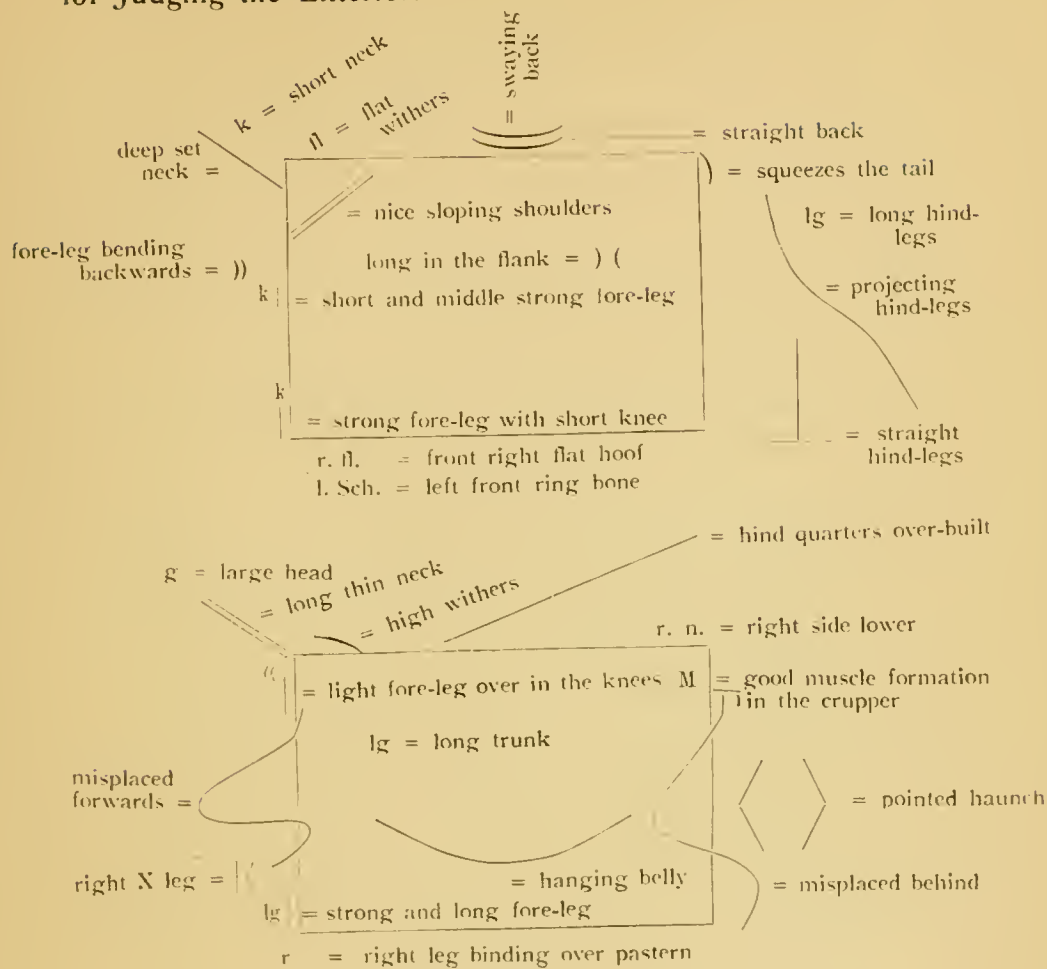 for Judging the
k = short neck
fl = flat
withers
= swaying
back
= straight back
deep set
neck =
) = squeezes the tail
= nice sloping shoulders
lg = long hind-
legs
fore-leg bending
backwards = ))
long in the flank = ) (
k = short and middle strong fore-leg
= projecting
hind-legs
k
= strong fore-leg with short knee
= straight
hind-legs
r. fl. = front right flat hoof
l. Sch. = left front ring bone
= hind quarters over-built
g = large head
= long thin neck
= high withers
r. n. = right side lower
= light fore-leg over in the knees M = good muscle formation
in the crupper
lg = long trunk
misplaced
forwards =
= pointed haunch
right X leg =
= hanging belly
= misplaced behind
lg = strong and long fore-leg
r = right leg binding over pastern